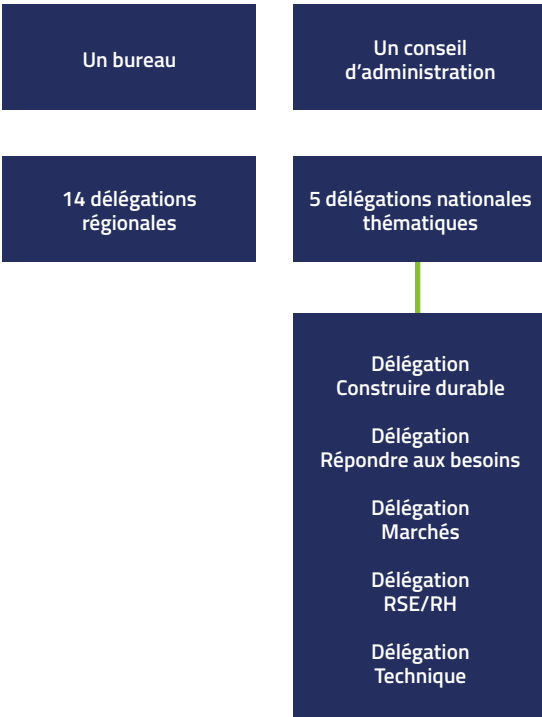 Un bureau
Un conseil
d’administration
14 délégations
régionales
5 délégations nationales
thématiques
Délégation
Construire durable
Délégation
Répondre aux besoins
Délégation
Marchés
Délégation
RSE/RH
Délégation
Technique